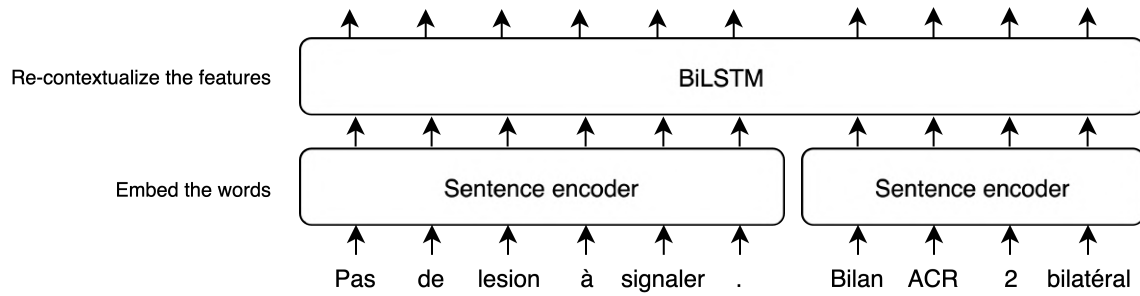 Re-contextualize the features BiLSTM
Embed the words Sentence encoder Sentence encoder
Pas de lesion à signaler . Bilan ACR 2 bilatéral